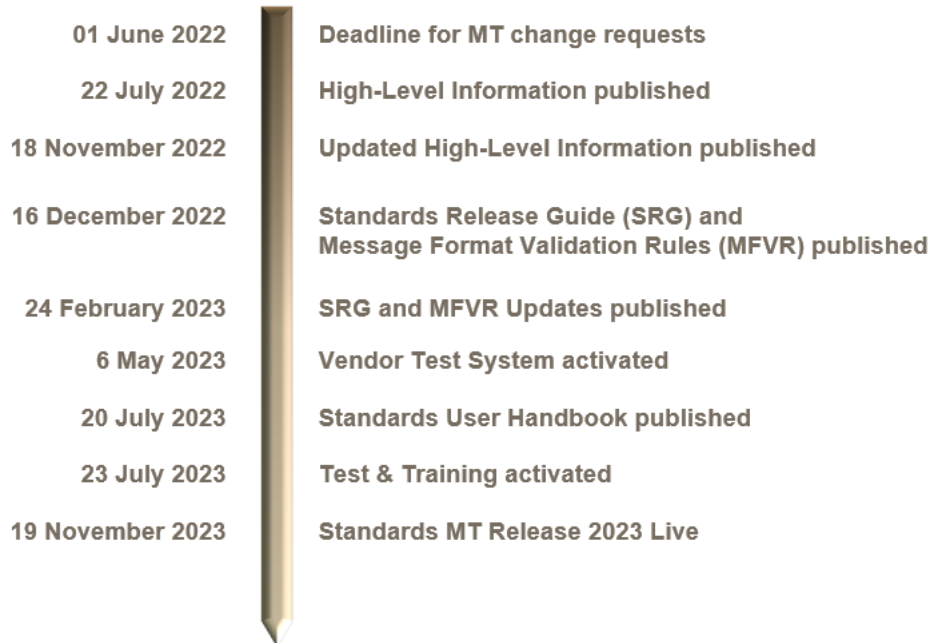 01 June 2022 Deadline for MT change requests
22 July 2022 High-Level Information published
18 November 2022 Updated High-Level Information published
16 December 2022 Standards Release Guide (SRG) and
Message Format Validation Rules (MFVR) published
24 February 2023 SRG and MFVR Updates published
6 May 2023 Vendor Test System activated
20 July 2023 Standards User Handbook published
23 July 2023 Test & Training activated
19 November 2023 Standards MT Release 2023 Live